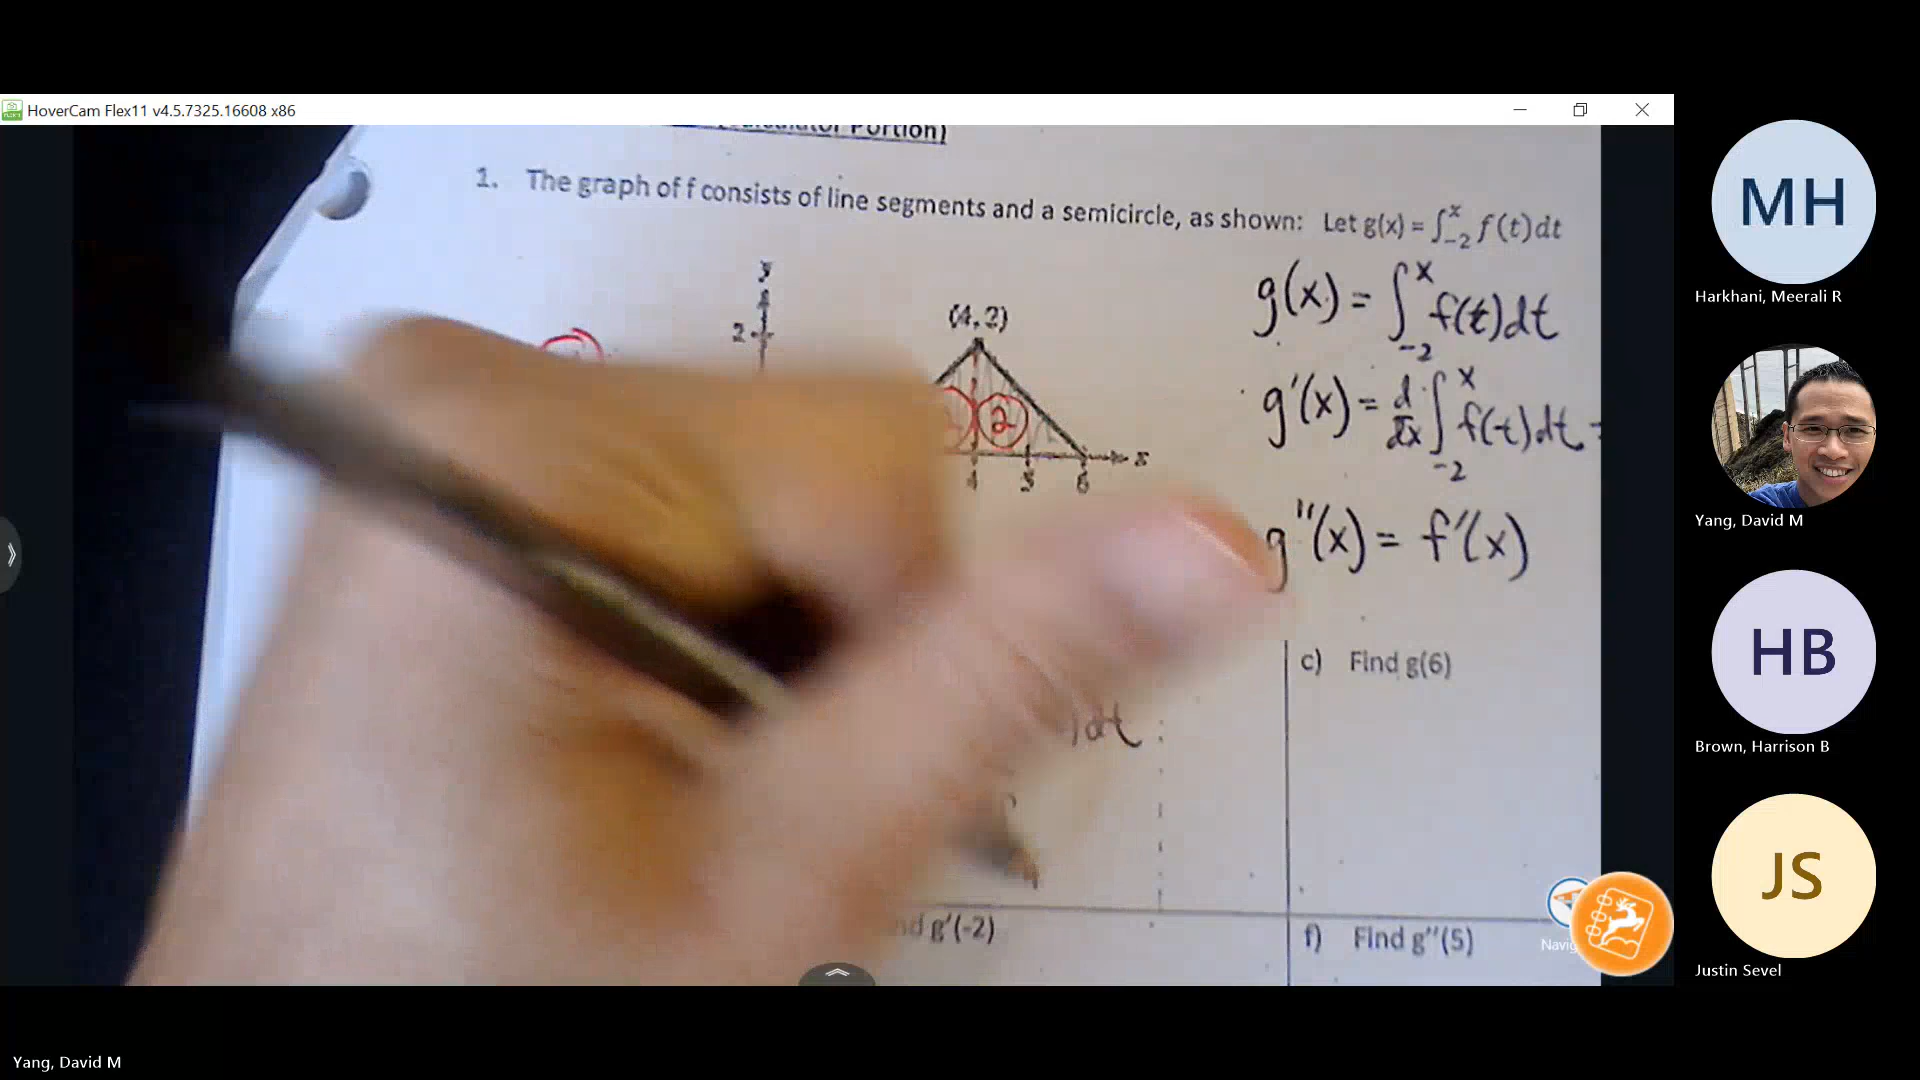 HoverCam Flex11 v4.5.7325.16608 x86
Portion)
1. The graph of f consists of line segments and a semicircle, as shown: Let g(x) = ∫_{-2}^{x} f(t)dt
y
2
(4,2)
2
4 5 6
x
g(x) = ∫_{-2}^{x} f(t)dt
g'(x) = d/dx ∫_{-2}^{x} f(t)dt =
g''(x) = f'(x)
)dt
c) Find g(6)
g'(-2)
f) Find g''(5)
MH
Harkhani, Meerali R
Yang, David M
HB
Brown, Harrison B
JS
Justin Sevel
Yang, David M